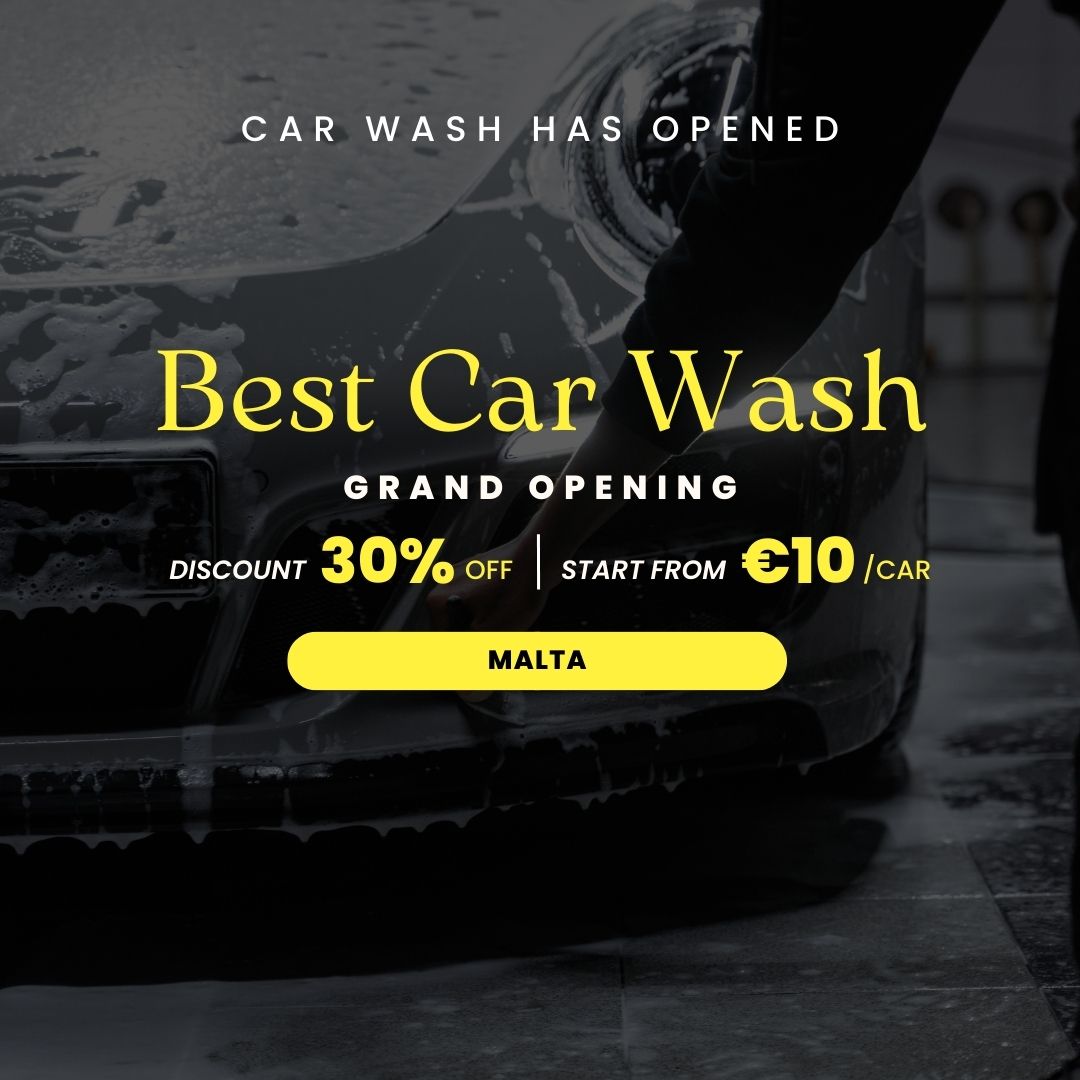 CAR WASH HAS OPENED
Best Car Wash
GRAND OPENING
DISCOUNT 30% OFF | START FROM €10 /CAR
MALTA